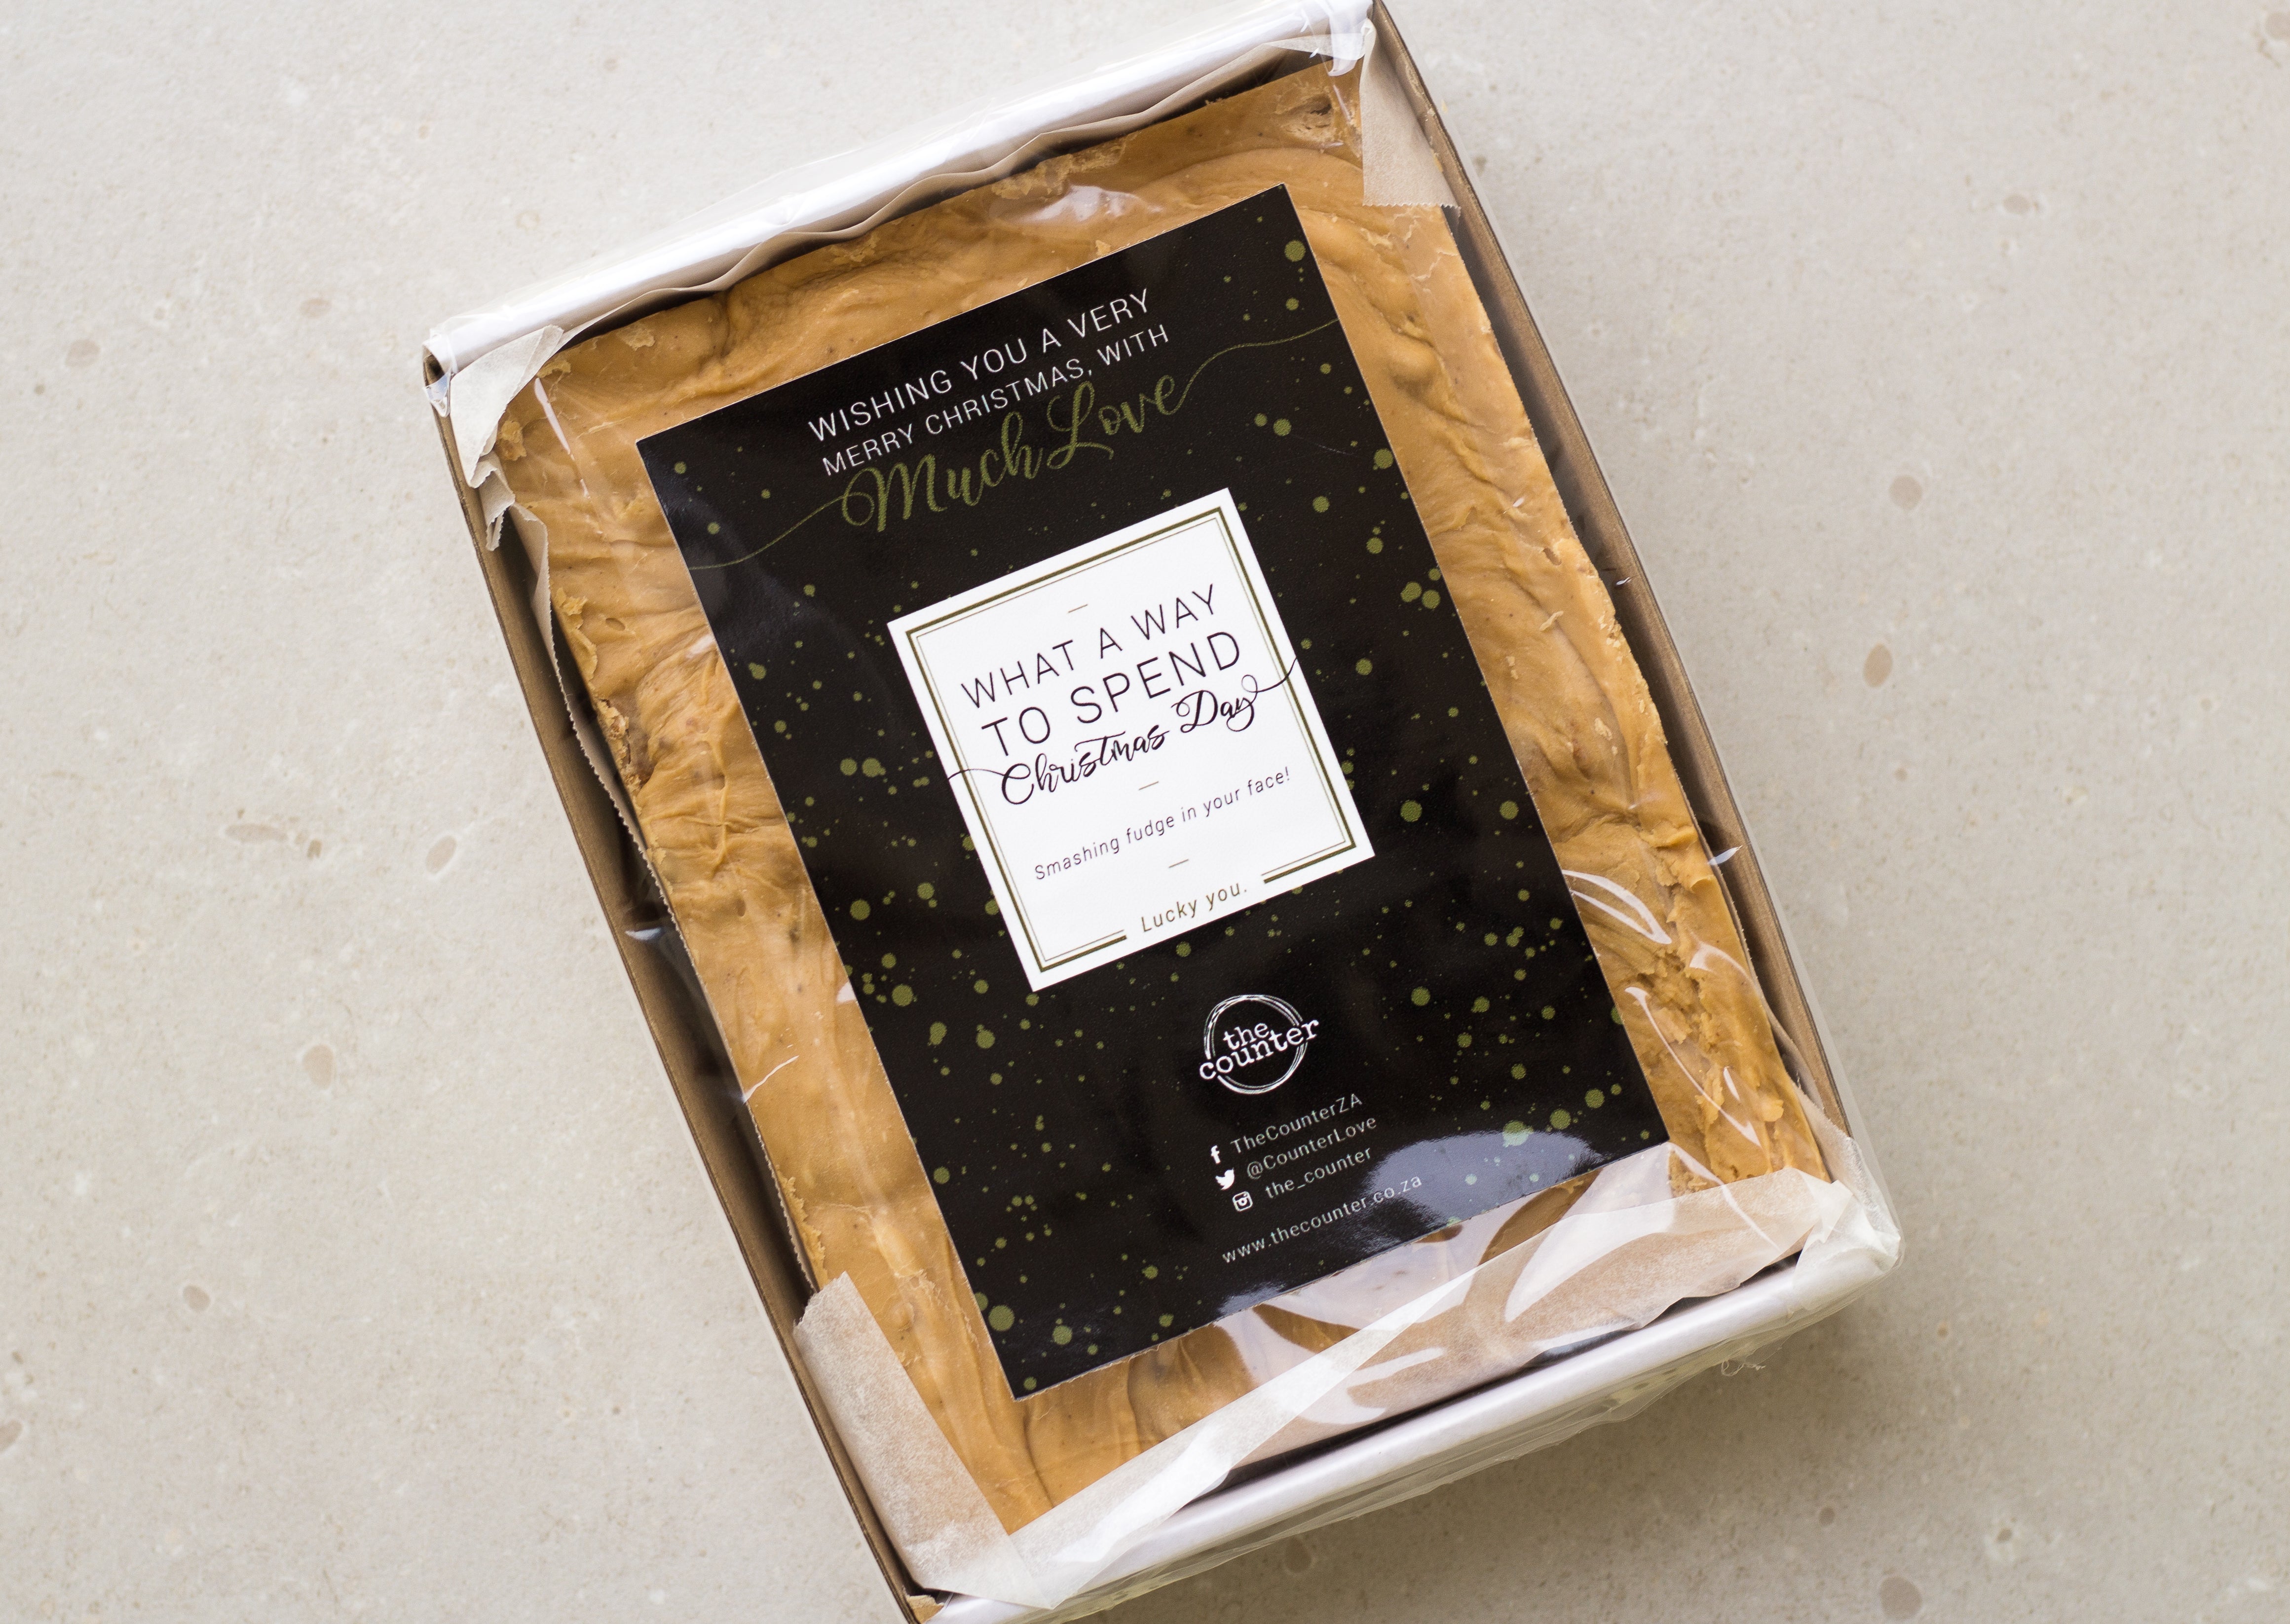 WISHING YOU A VERY
MERRY CHRISTMAS, WITH
Much Love
WHAT A WAY
TO SPEND
Christmas Day
Smashing fudge in your face!
Lucky you.
the
counter
TheCounterZA
@CounterLove
the_counter
www.thecounter.co.za